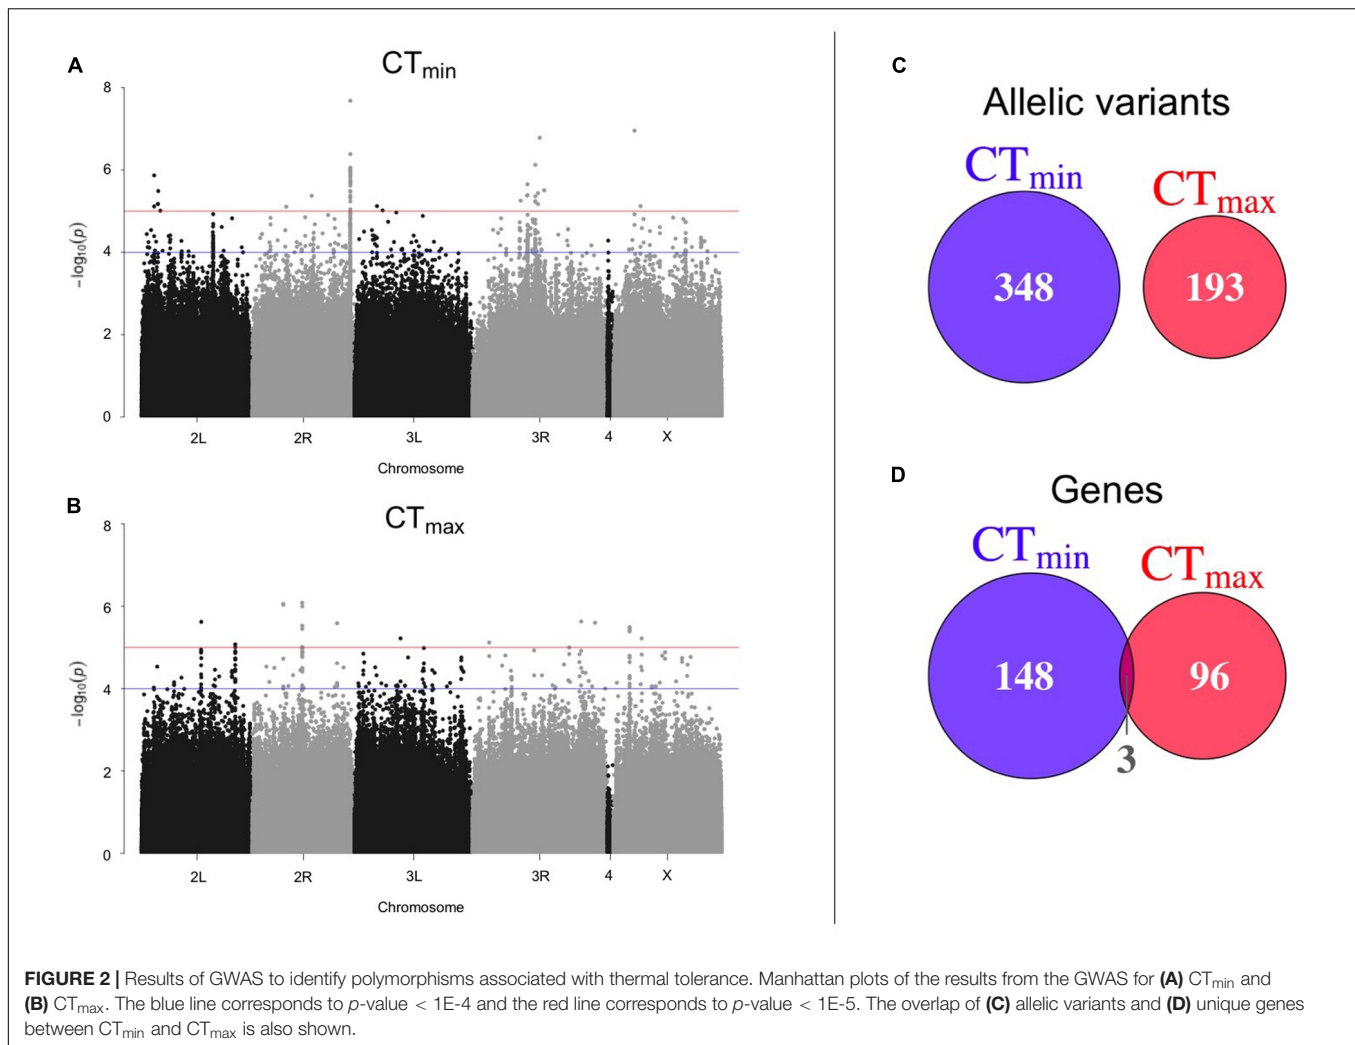 A
CTmin
8
6
4
2
0
-log10(p)
2L
2R
3L
3R
4
X
Chromosome
B
CTmax
8
6
4
2
0
-log10(p)
2L
2R
3L
3R
4
X
Chromosome
C
Allelic variants
CTmin
CTmax
348
193
D
Genes
CTmin
CTmax
148
96
3
FIGURE 2 | Results of GWAS to identify polymorphisms associated with thermal tolerance. Manhattan plots of the results from the GWAS for (A) CTmin and
(B) CTmax. The blue line corresponds to p-value < 1E-4 and the red line corresponds to p-value < 1E-5. The overlap of (C) allelic variants and (D) unique genes
between CTmin and CTmax is also shown.